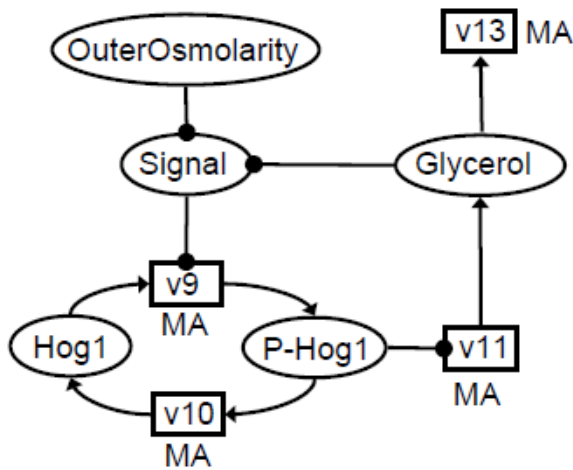 OuterOsmolarity
v13 MA
Signal
Glycerol
v9
MA
Hog1
P-Hog1
v11
MA
v10
MA